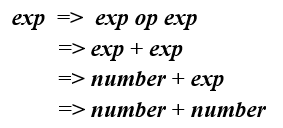 exp => exp op exp
=> exp + exp
=> number + exp
=> number + number